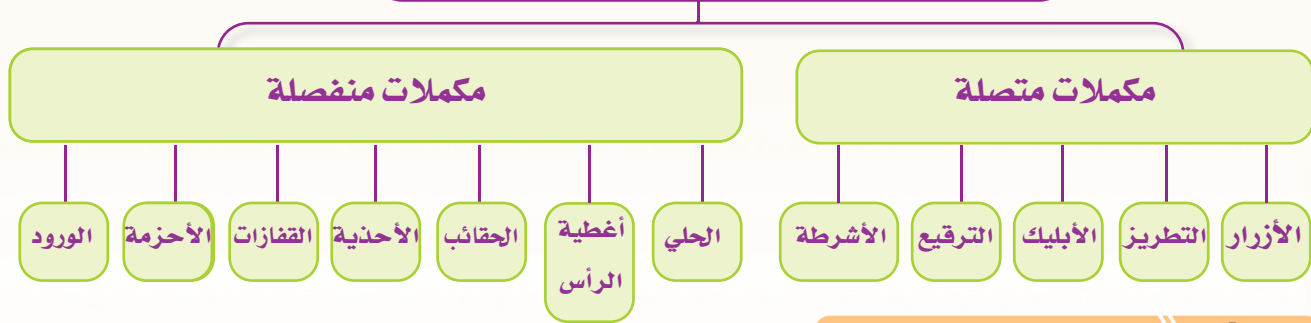 مكملات متصلة
مكملات منفصلة
الأزرار
التطريز
الأبليك
الترقيع
الأشرطة
الحلي
أغطية
الرأس
الحقائب
الأحذية
القفازات
الأحزمة
الورود